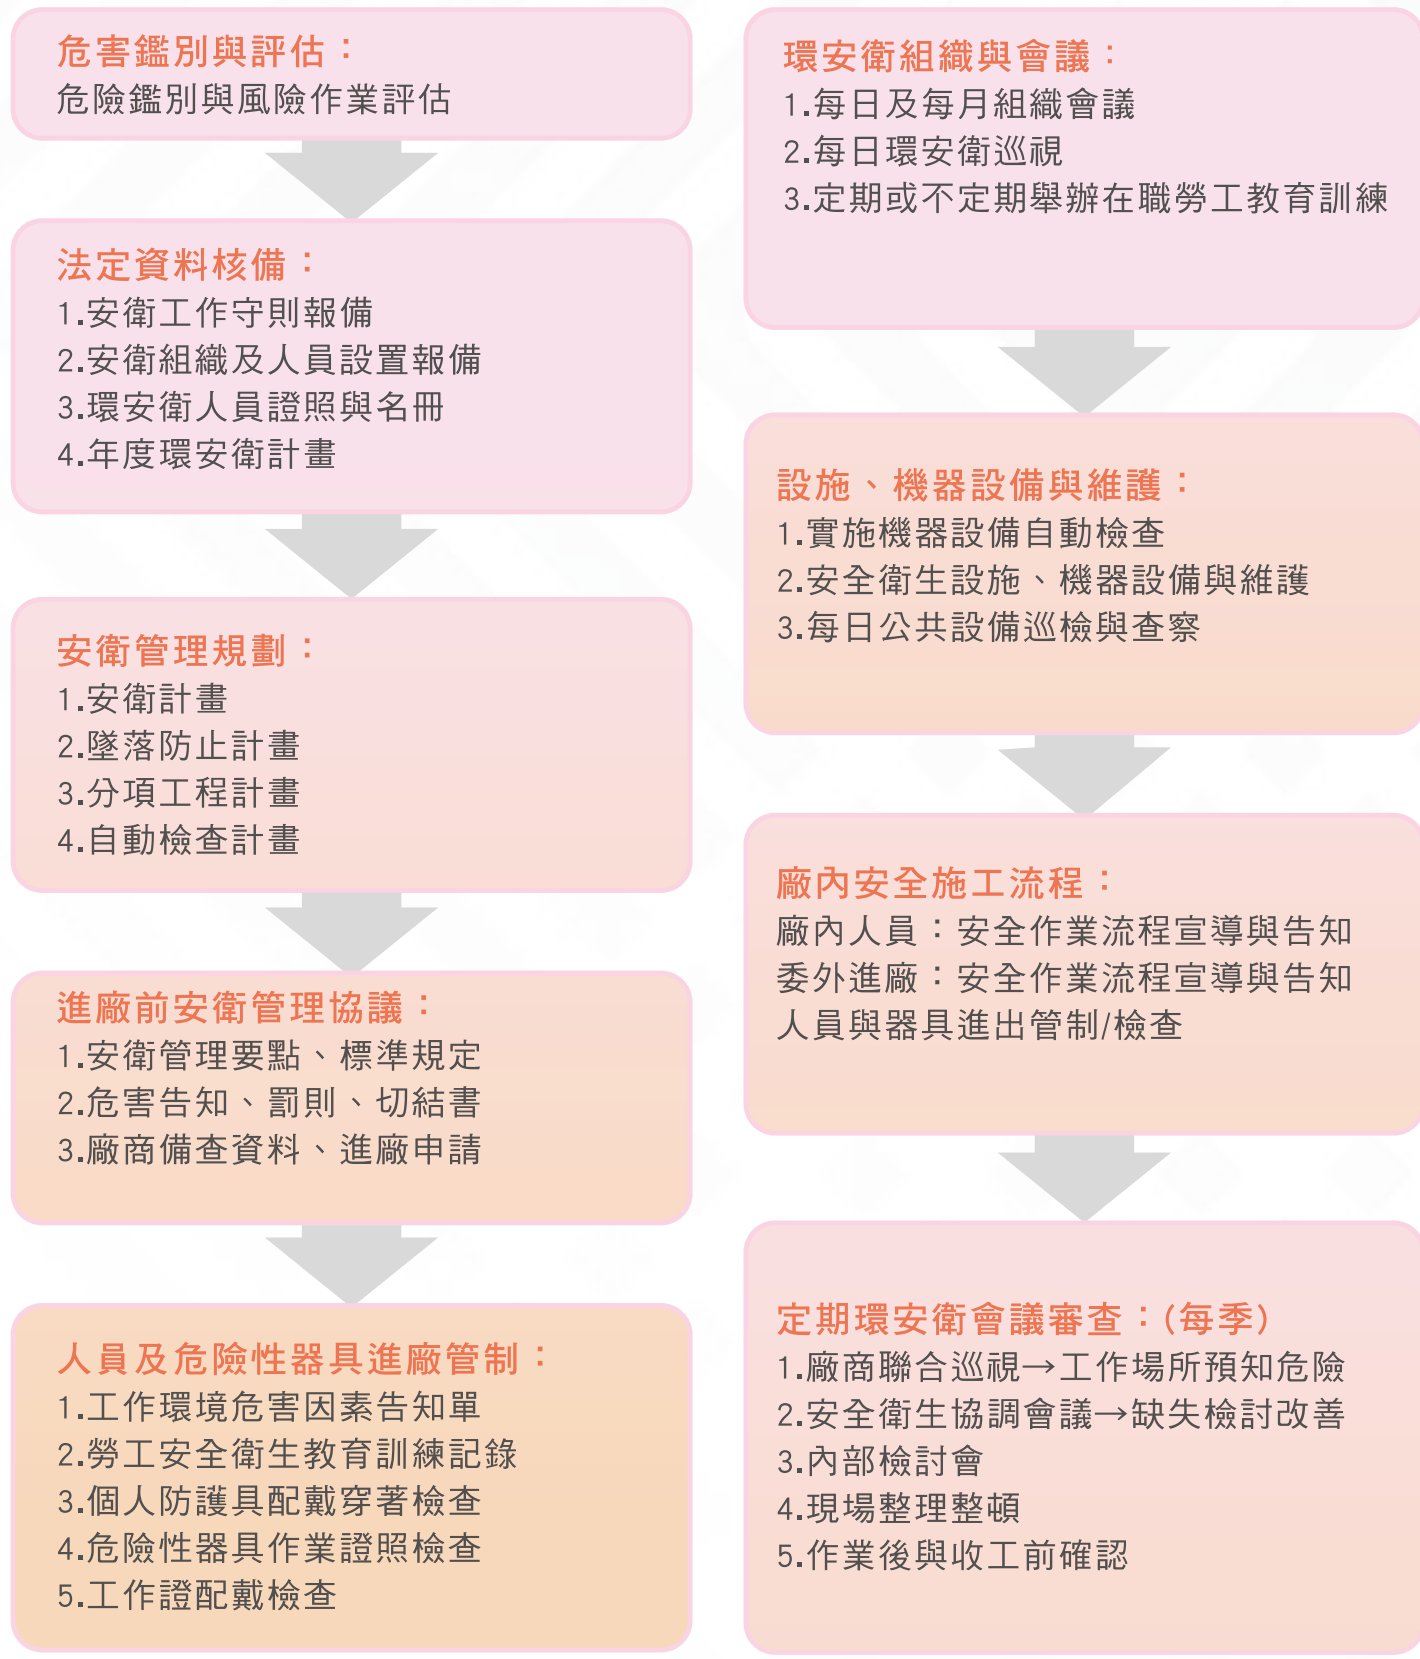 危害鑑別與評估：
危險鑑別與風險作業評估
法定資料核備：
1.安衛工作守則報備
2.安衛組織及人員設置報備
3.環安衛人員證照與名冊
4.年度環安衛計畫
安衛管理規劃：
1.安衛計畫
2.墜落防止計畫
3.分項工程計畫
4.自動檢查計畫
進廠前安衛管理協議：
1.安衛管理要點、標準規定
2.危害告知、罰則、切結書
3.廠商備查資料、進廠申請
人員及危險性器具進廠管制：
1.工作環境危害因素告知單
2.勞工安全衛生教育訓練記錄
3.個人防護具配戴穿著檢查
4.危險性器具作業證照檢查
5.工作證配戴檢查
環安衛組織與會議：
1.每日及每月組織會議
2.每日環安衛巡視
3.定期或不定期舉辦在職勞工教育訓練
設施、機器設備與維護：
1.實施機器設備自動檢查
2.安全衛生設施、機器設備與維護
3.每日公共設備巡檢與查察
廠內安全施工流程：
廠內人員：安全作業流程宣導與告知
委外進廠：安全作業流程宣導與告知
人員與器具進出管制/檢查
定期環安衛會議審查：(每季)
1.廠商聯合巡視→工作場所預知危險
2.安全衛生協調會議→缺失檢討改善
3.內部檢討會
4.現場整理整頓
5.作業後與收工前確認